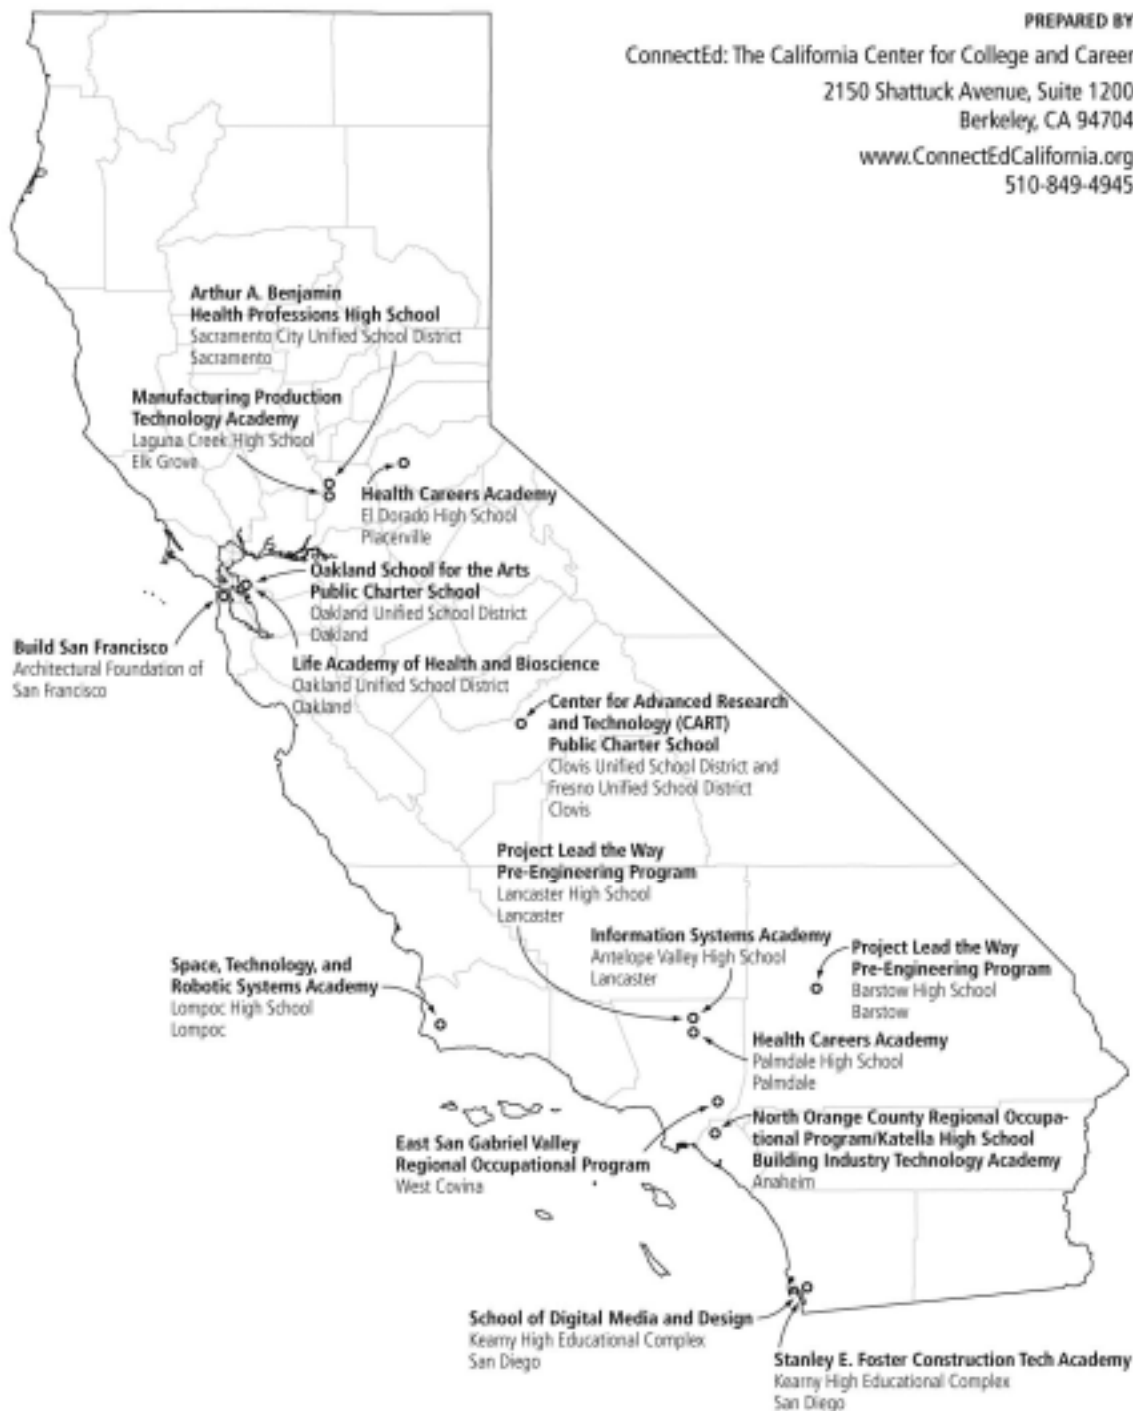 PREPARED BY
ConnectEd: The California Center for College and Career
2150 Shattuck Avenue, Suite 1200
Berkeley, CA 94704
www.ConnectEdCalifornia.org
510-849-4945
Arthur A. Benjamin
Health Professions High School
Sacramento City Unified School District
Sacramento
Manufacturing Production
Technology Academy
Laguna Creek High School
Elk Grove
Health Careers Academy
El Dorado High School
Placerville
Oakland School for the Arts
Public Charter School
Oakland Unified School District
Oakland
Build San Francisco
Architectural Foundation of
San Francisco
Life Academy of Health and Bioscience
Oakland Unified School District
Oakland
Center for Advanced Research
and Technology (CART)
Public Charter School
Clovis Unified School District and
Fresno Unified School District
Clovis
Project Lead the Way
Pre-Engineering Program
Lancaster High School
Lancaster
Information Systems Academy
Antelope Valley High School
Lancaster
Project Lead the Way
Pre-Engineering Program
Barstow High School
Barstow
Space, Technology, and
Robotic Systems Academy
Lompoc High School
Lompoc
Health Careers Academy
Palmdale High School
Palmdale
East San Gabriel Valley
Regional Occupational Program
West Covina
North Orange County Regional Occupa-
tional Program/Katella High School
Building Industry Technology Academy
Anaheim
School of Digital Media and Design
Kearny High Educational Complex
San Diego
Stanley E. Foster Construction Tech Academy
Kearny High Educational Complex
San Diego